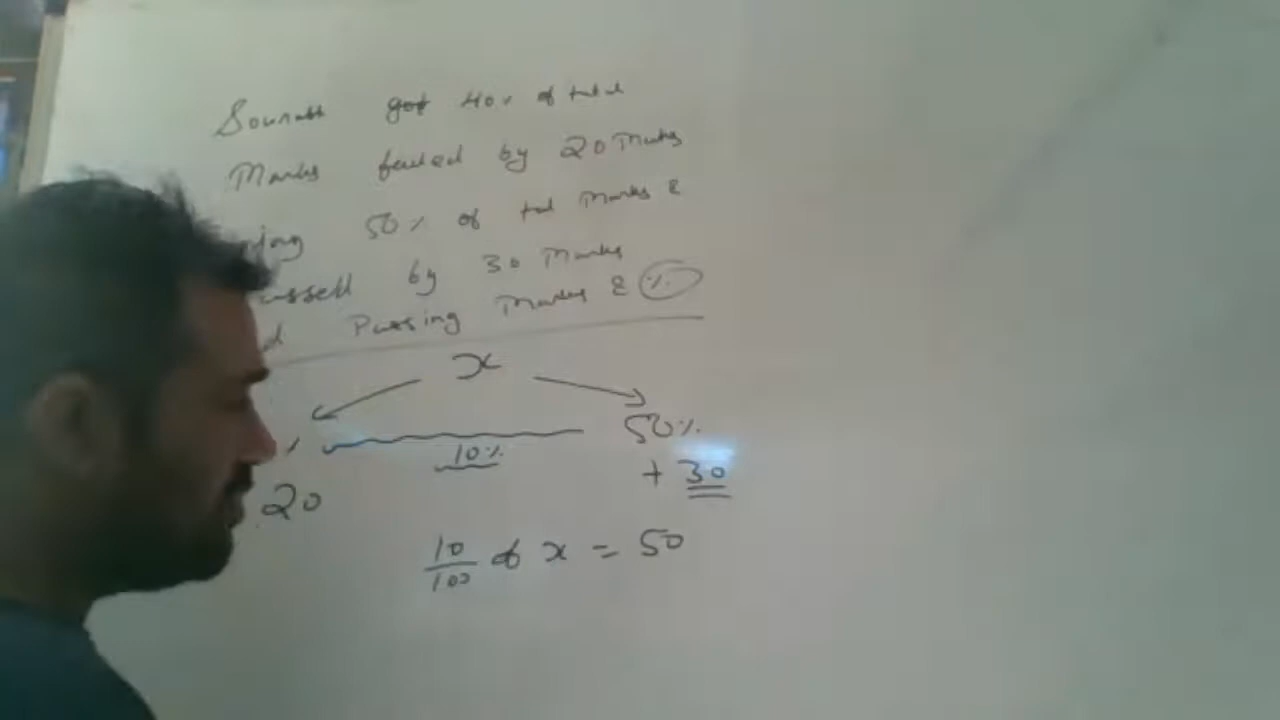 Sourabh got 40% of total
Marks failed by 20 Marks
50% of total Marks &
by 30 Marks
Passing Marks & %
x
10%
50%
20
+ 30
10/100 of x = 50